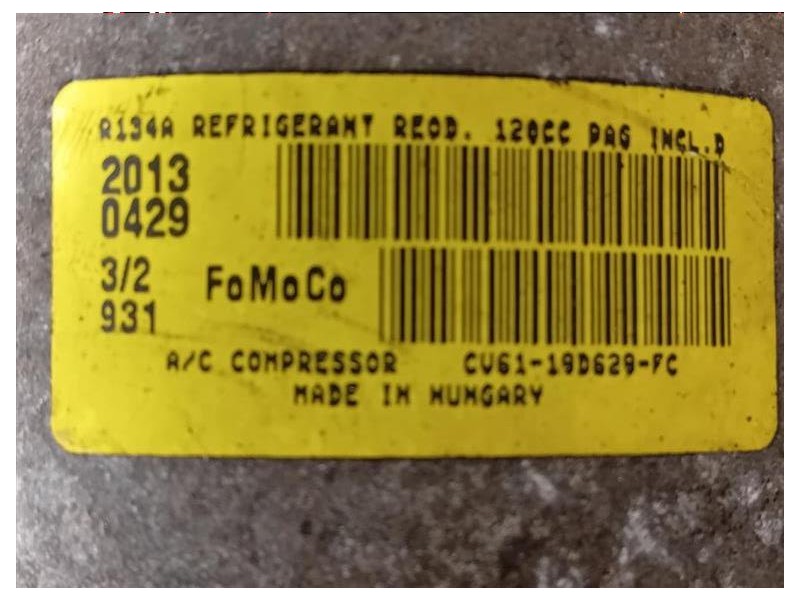 R134A REFRIGERANT REQD. 120CC PAG INCL.D
2013
0429
3/2
FoMoCo
931
A/C COMPRESSOR CV61-19D629-FC
MADE IN HUNGARY